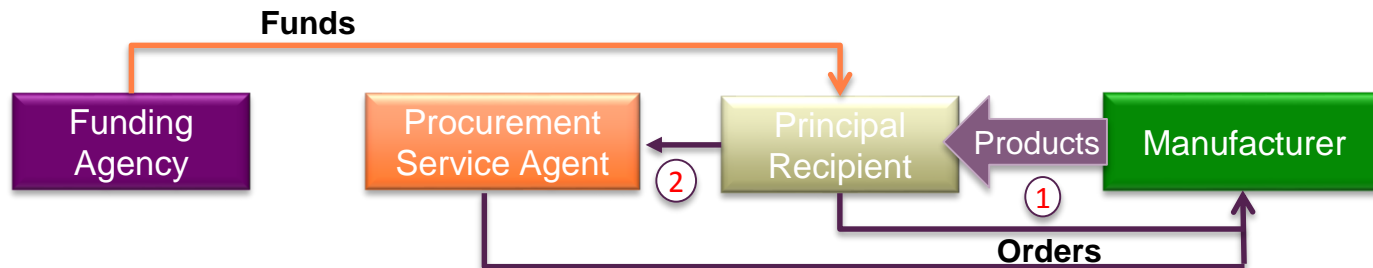 Funds
Funding
Agency
Procurement
Service Agent
Principal
Recipient
Products
Manufacturer
2
1
Orders